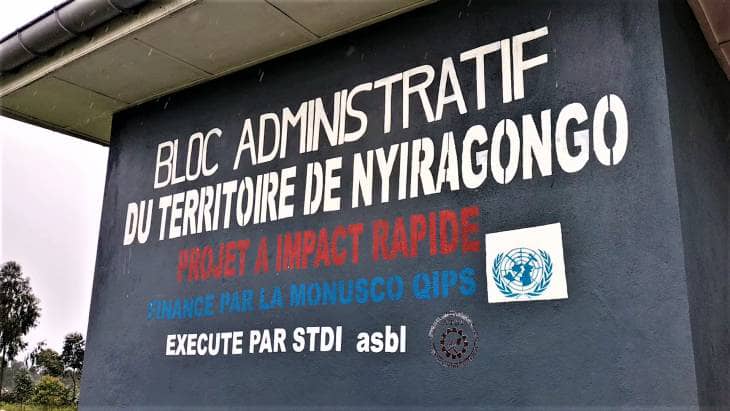 BLOC ADMINISTRATIF
DU TERRITOIRE DE NYIRAGONGO
PROJET A IMPACT RAPIDE
FINANCE PAR LA MONUSCO QIPS
EXECUTE PAR STDI asbl